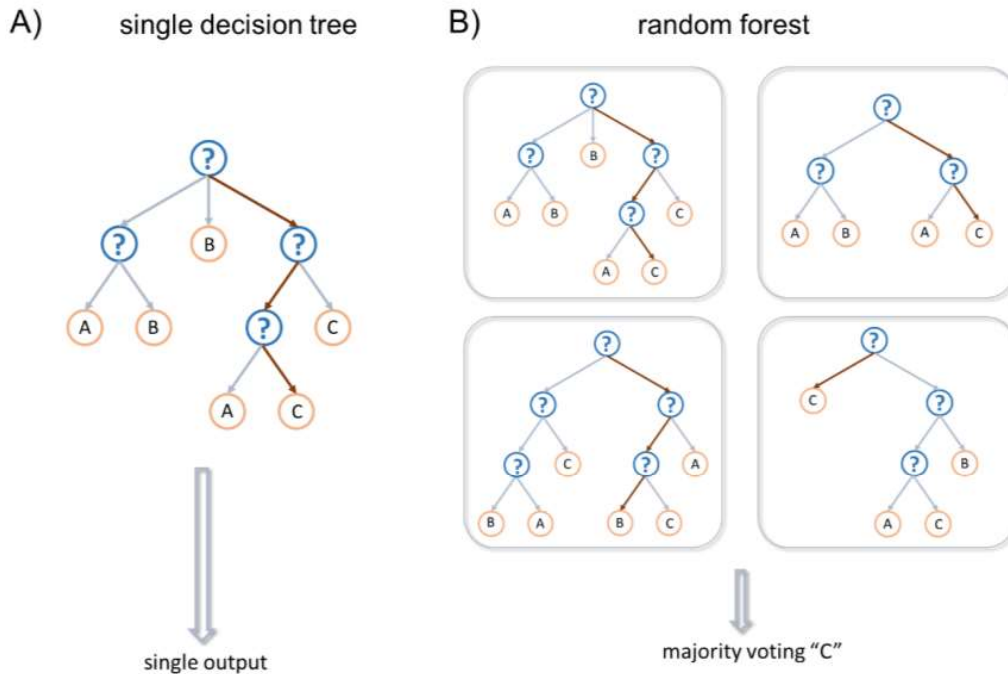 A) single decision tree
?
? B ?
A B ? C
A C
single output
B) random forest
?
? B ?
A B ? C
A C
?
? ?
A B A C
?
? ?
? C ? A
B A B C
?
C ?
? B
A C
majority voting “C”